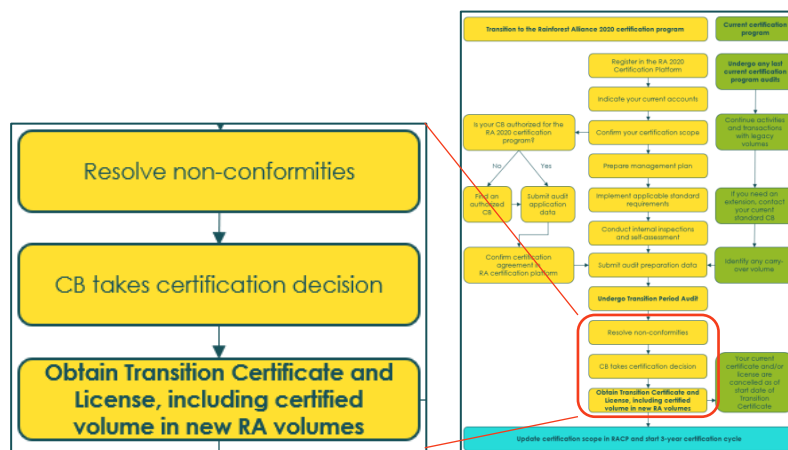 Resolve non-conformities
CB takes certification decision
Obtain Transition Certificate and
License, including certified
volume in new RA volumes
Transition to the Rainforest Alliance 2020 certification program
Current certification
program
Register in the RA 2020
Certification Platform
Undergo any last
current certification
program audits
Indicate your current accounts
Is your CB authorized for the
RA 2020 certification
program?
Confirm your certification scope
Continue activities
and transactions
with legacy
volumes
No
Yes
Prepare management plan
Find an
authorized
CB
Submit audit
application
data
Implement applicable standard
requirements
If you need an
extension, contact
your current
standard CB
Conduct internal inspections
and self-assessment
Confirm certification
agreement in
RA certification platform
Submit audit preparation data
Identify any carry-
over volume
Undergo Transition Period Audit
Resolve non-conformities
CB takes certification decision
Obtain Transition Certificate and
License, including certified
volume in new RA volumes
Your current
certificate and/or
license are
cancelled as of
start date of
Transition
Certificate
Update certification scope in RACP and start 3-year certification cycle